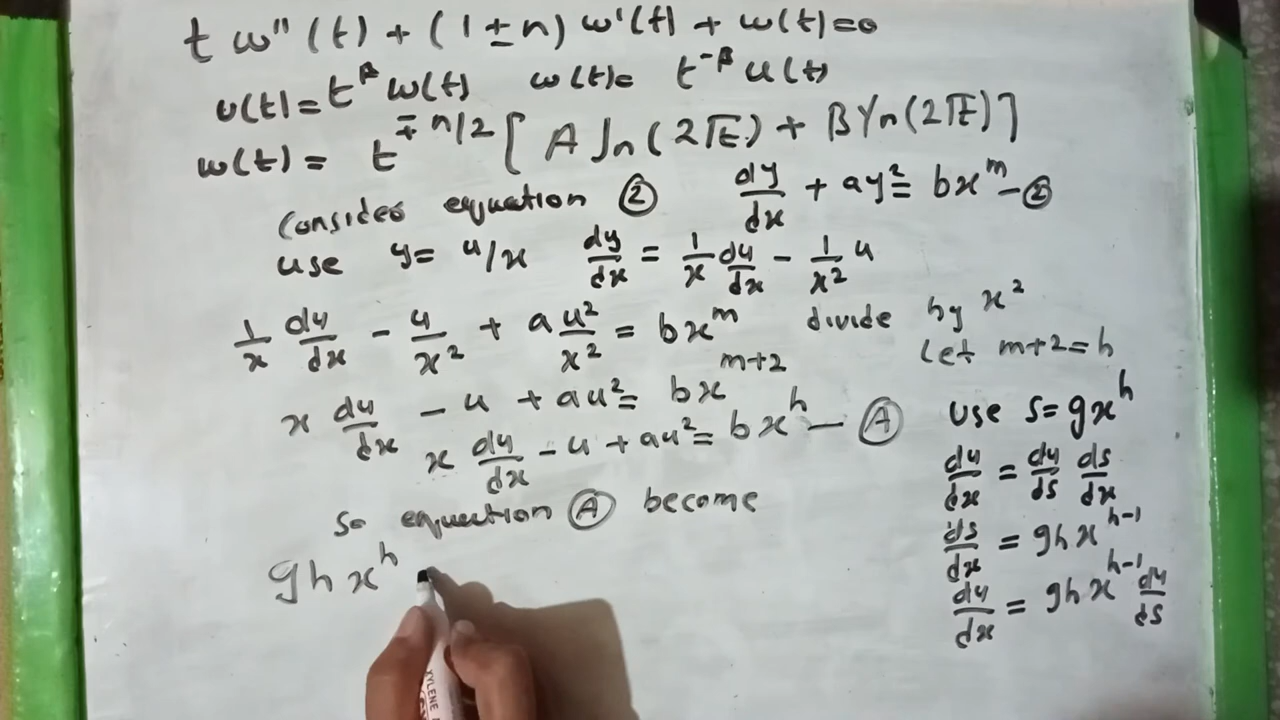 t w''(t) + (1 ± n) w'(t) + w(t)=0
u(t)= t^β w(t) w(t)= t^-β u(t)
w(t) = t^∓n/2 [ A Jn(2√t) + B Yn(2√t) ]
Consider equation ② dy/dx + ay² = bx^m -②
use y= u/x dy/dx = 1/x du/dx - 1/x² u
1/x du/dx - u/x² + a u²/x² = bx^m divide by x²
let m+2=h
x du/dx - u + au² = bx^m+2
use s=gx^h
x du/dx - u + au² = bx^h - Ⓐ
du/dx = du/ds ds/dx
So equation Ⓐ become
ds/dx = ghx^h-1
ghx^h
du/dx = ghx^h-1 du/ds